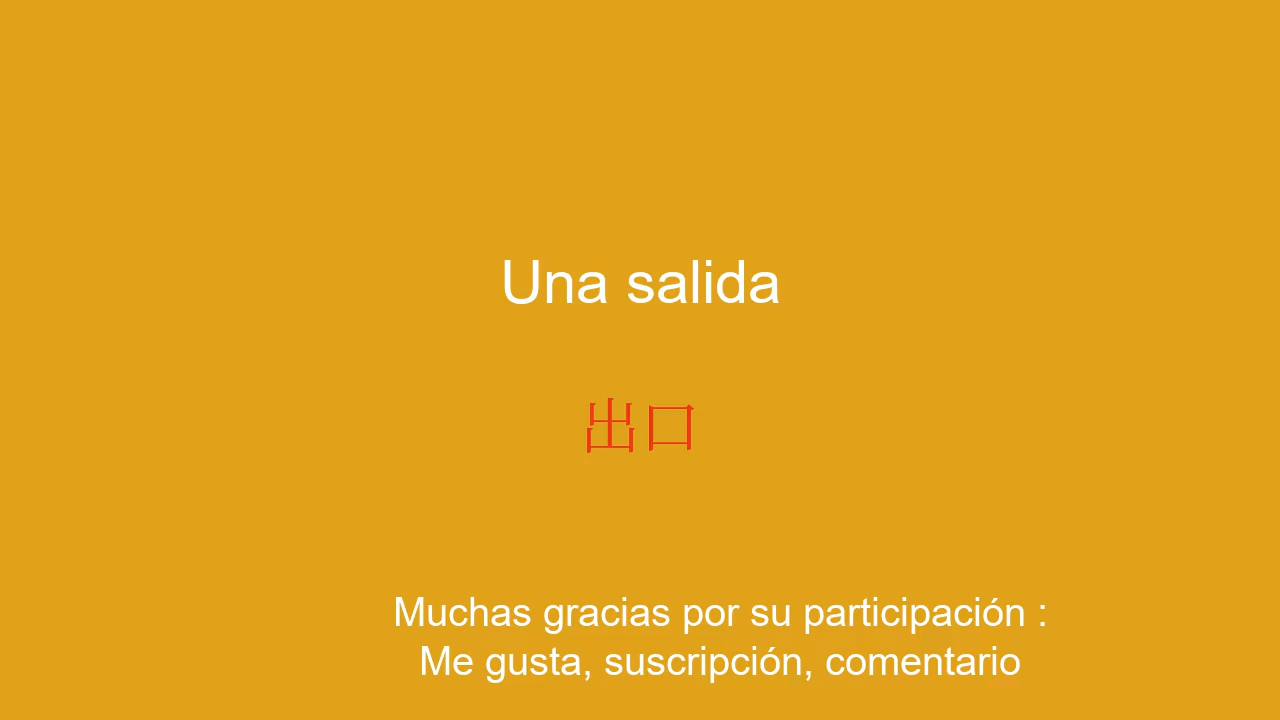 Una salida
出口
Muchas gracias por su participación :
Me gusta, suscripción, comentario